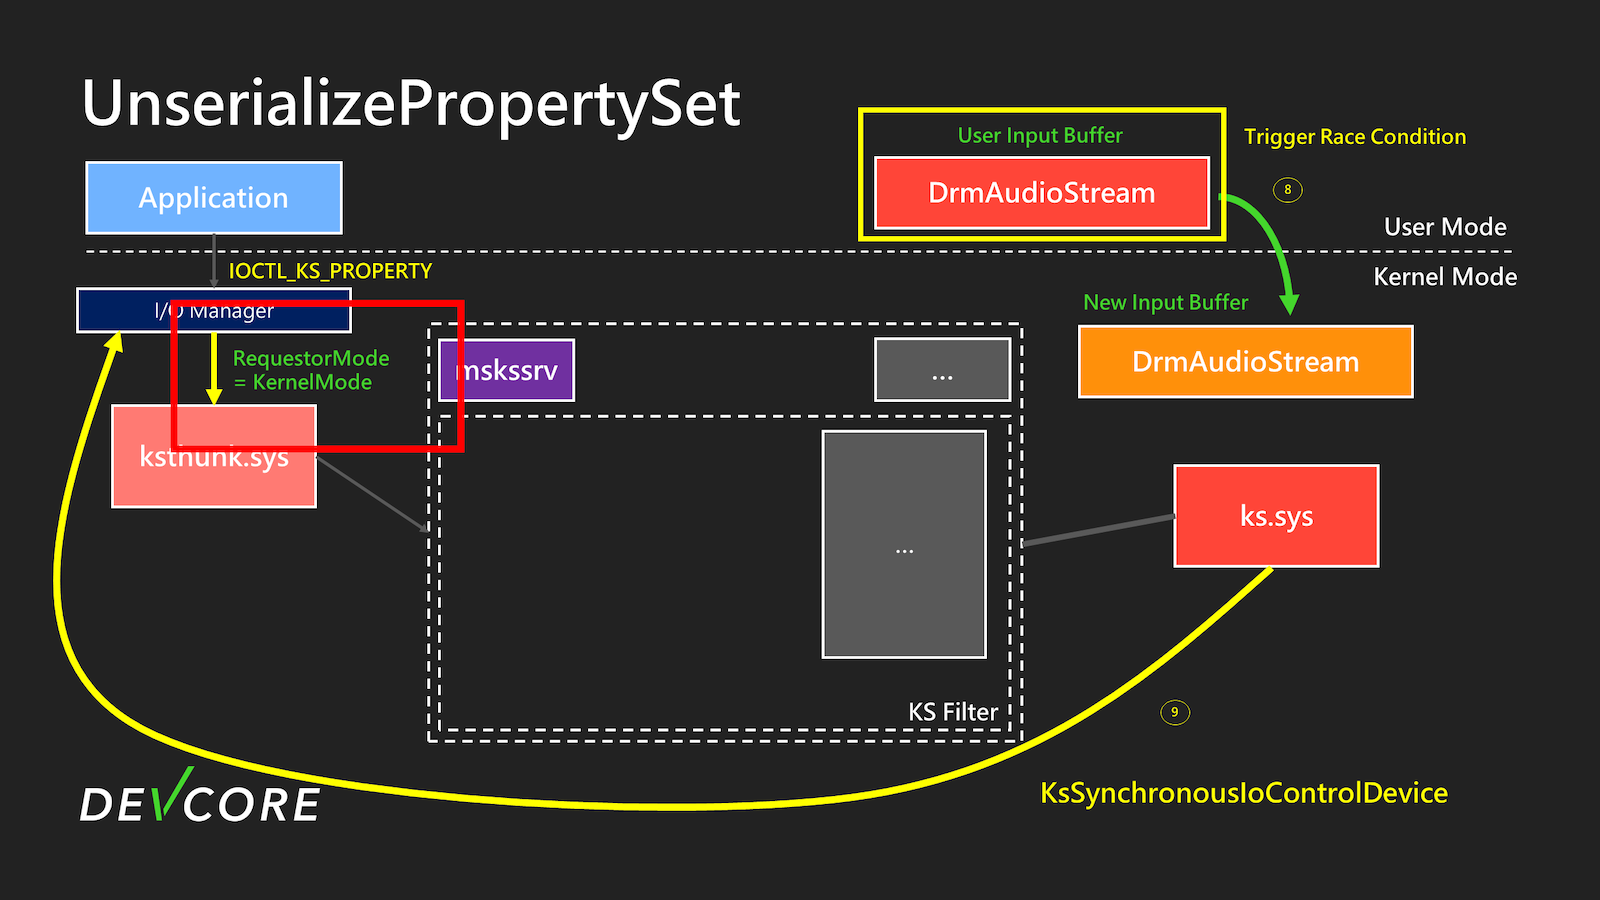 UnserializePropertySet
User Input Buffer
Trigger Race Condition
Application
DrmAudioStream
8
User Mode
IOCTL_KS_PROPERTY
Kernel Mode
I/O Manager
New Input Buffer
RequestorMode
= KernelMode
mskssrv
...
DrmAudioStream
ksthunk.sys
...
ks.sys
KS Filter
9
DEVCORE
KsSynchronousIoControlDevice